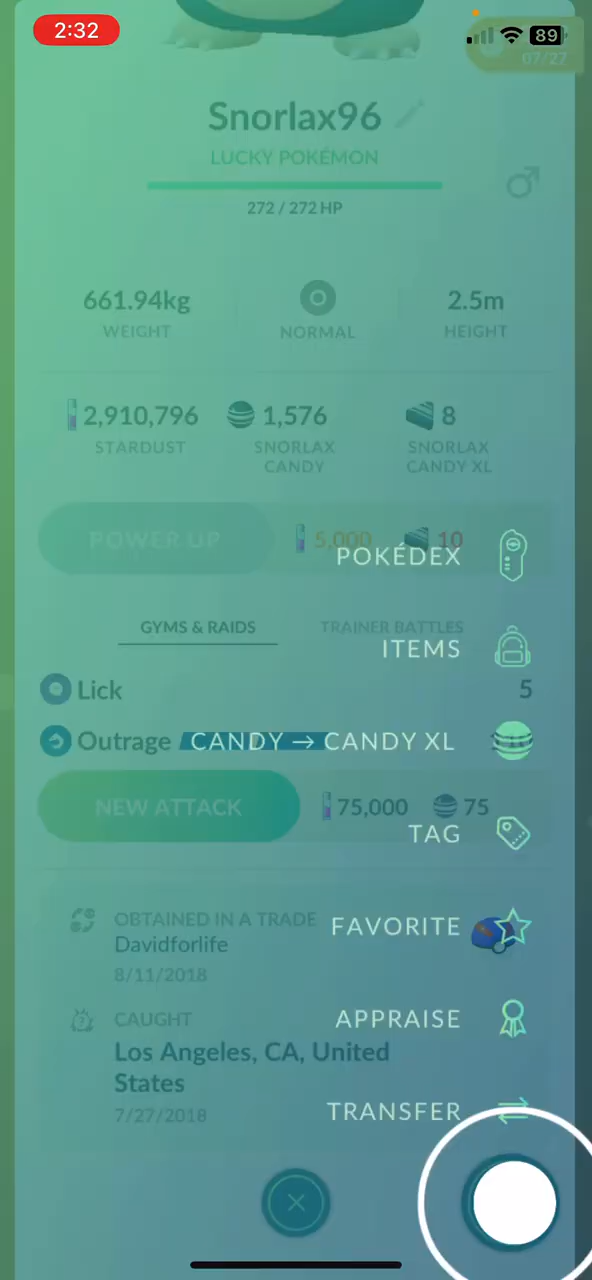 2:32
89
07/27
Snorlax96
LUCKY POKÉMON
272 / 272 HP
661.94kg
WEIGHT
NORMAL
2.5m
HEIGHT
2,910,796
STARDUST
1,576
SNORLAX
CANDY
8
SNORLAX
CANDY XL
POWER UP
5,000
10
POKÉDEX
GYMS & RAIDS
TRAINER BATTLES
ITEMS
Lick
5
Outrage
CANDY → CANDY XL
NEW ATTACK
75,000
75
TAG
OBTAINED IN A TRADE
Davidforlife
8/11/2018
FAVORITE
CAUGHT
Los Angeles, CA, United
States
7/27/2018
APPRAISE
TRANSFER